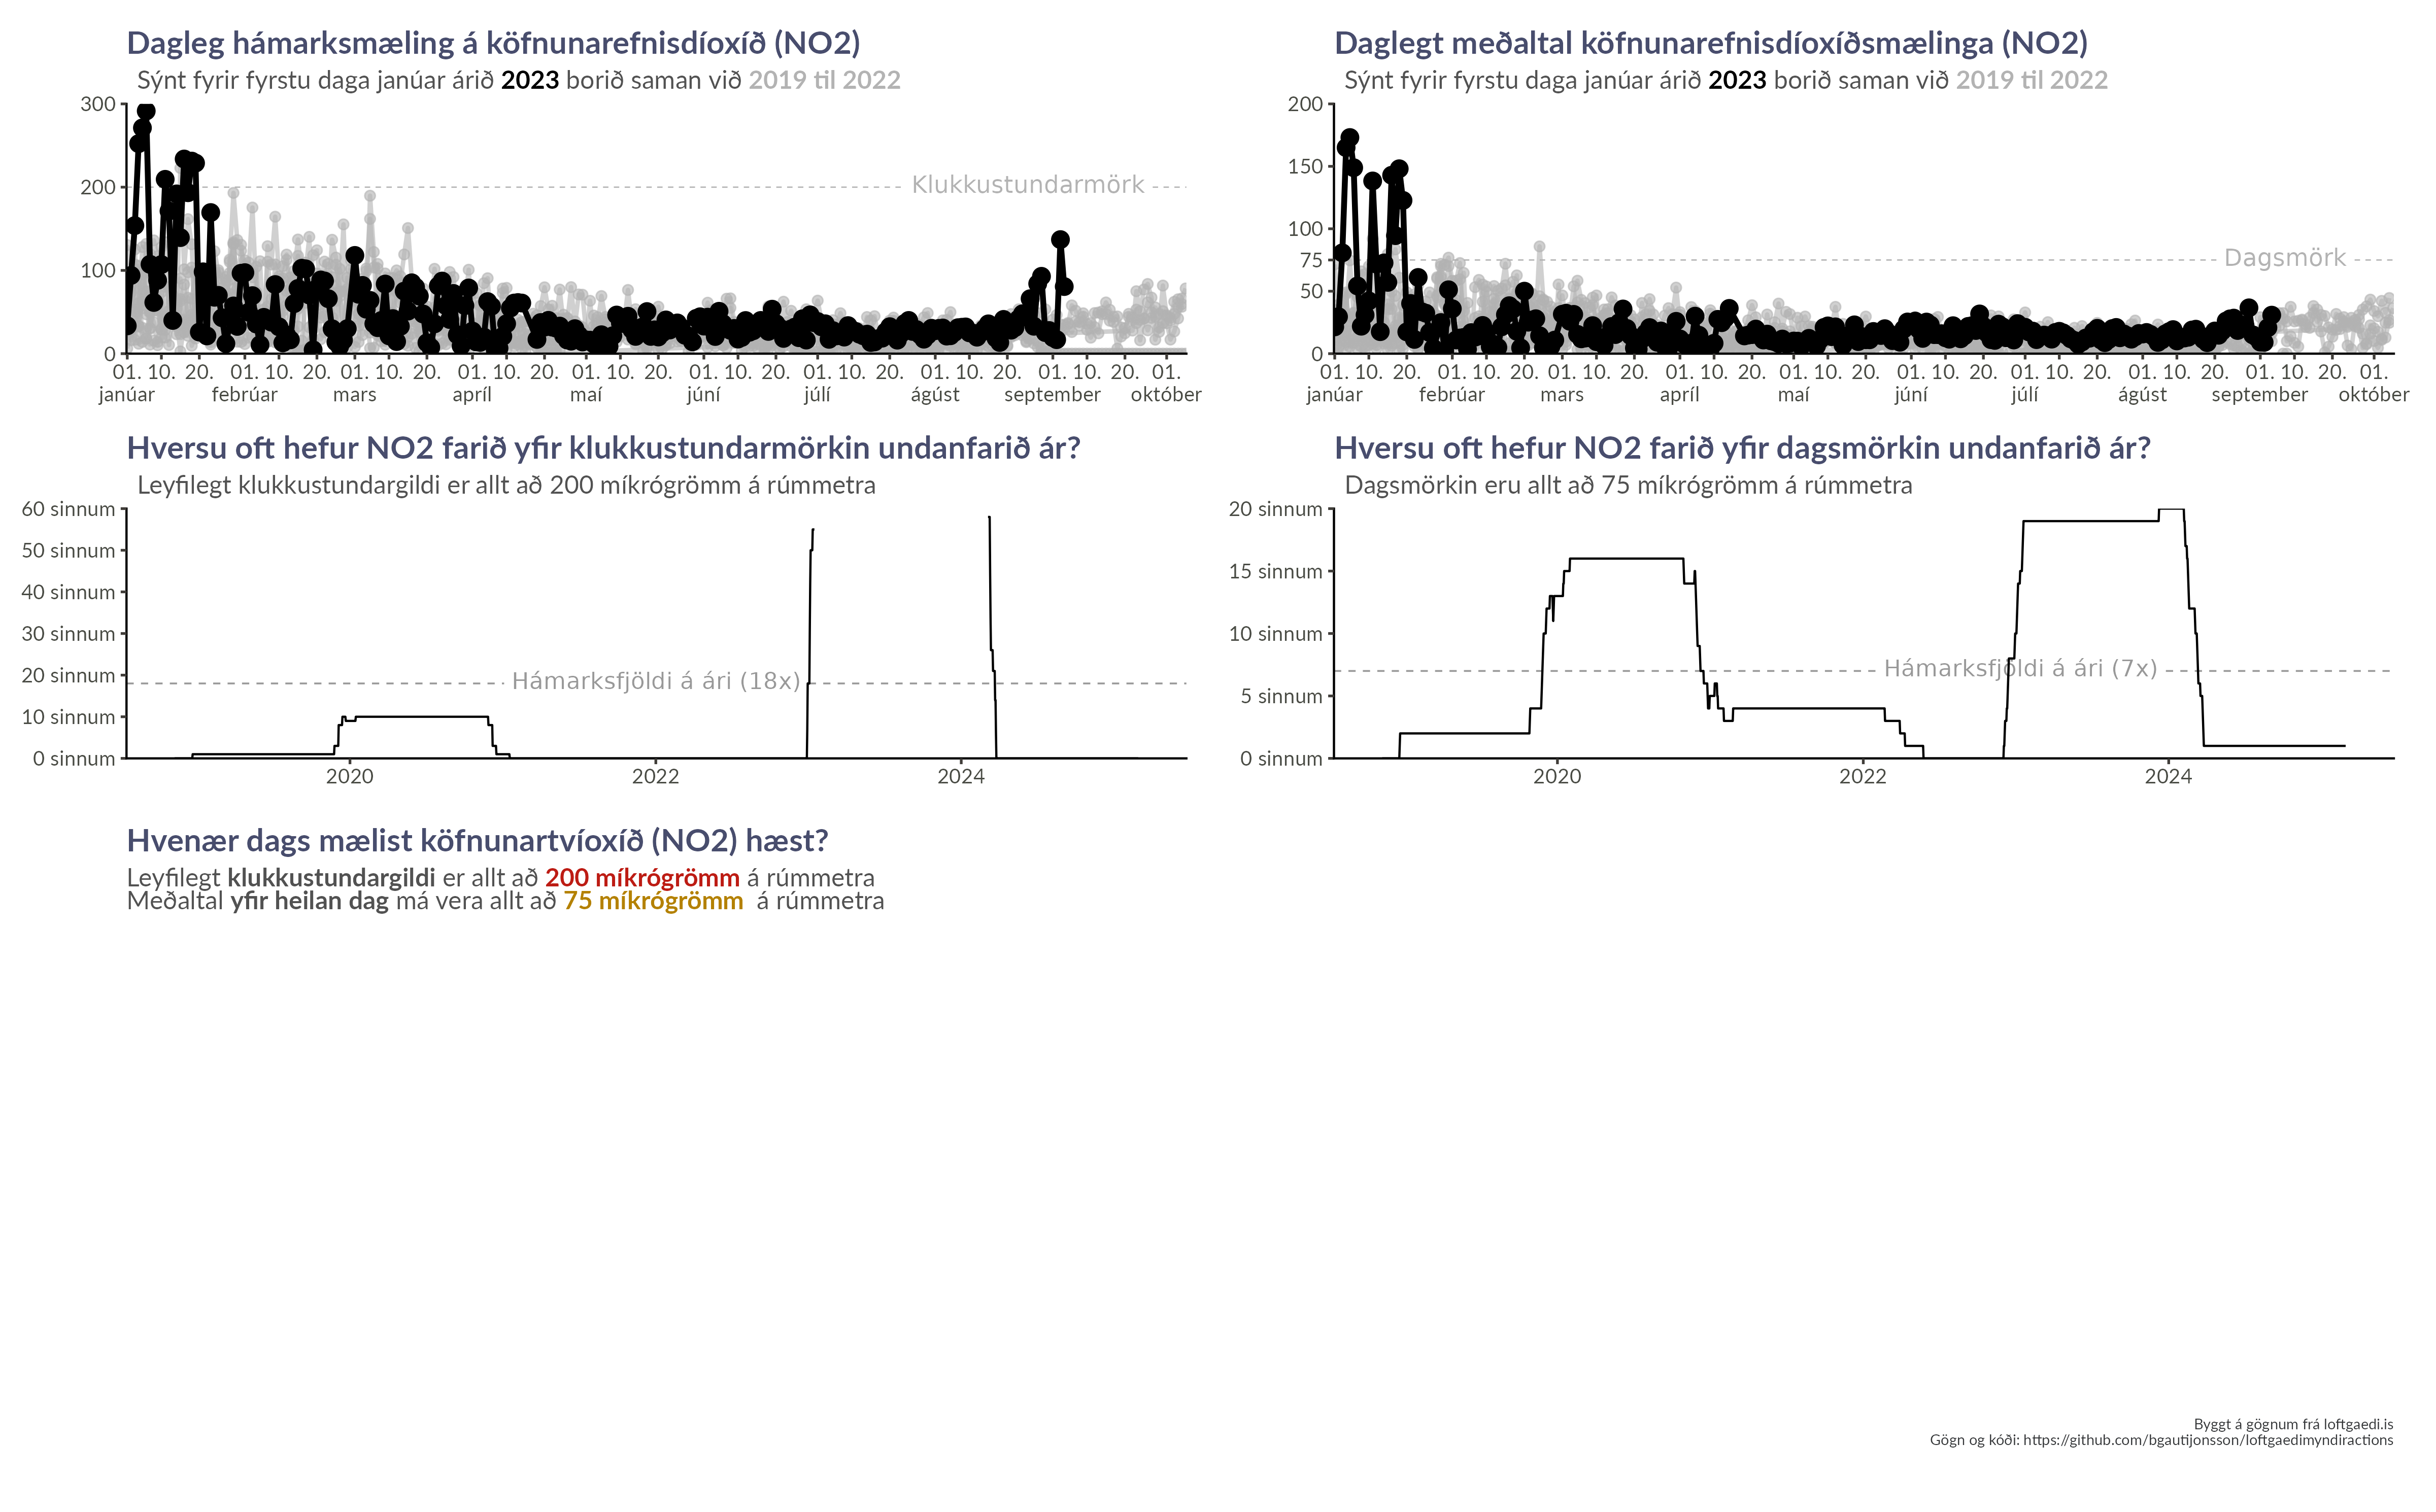 Dagleg hámarksmæling á köfnunarefnisdíoxíð (NO2)
Sýnt fyrir fyrstu daga janúar árið 2023 borið saman við 2019 til 2022
300
200
100
0
Klukkustundarmörk
01. 10. 20. 01. 10. 20. 01. 10. 20. 01. 10. 20. 01. 10. 20. 01. 10. 20. 01. 10. 20. 01. 10. 20. 01. 10. 20. 01.
janúar febrúar mars apríl maí júní júlí ágúst september október
Daglegt meðaltal köfnunarefnisdíoxíðsmælinga (NO2)
Sýnt fyrir fyrstu daga janúar árið 2023 borið saman við 2019 til 2022
200
150
100
75
50
0
Dagsmörk
01. 10. 20. 01. 10. 20. 01. 10. 20. 01. 10. 20. 01. 10. 20. 01. 10. 20. 01. 10. 20. 01. 10. 20. 01. 10. 20. 01.
janúar febrúar mars apríl maí júní júlí ágúst september október
Hversu oft hefur NO2 farið yfir klukkustundarmörkin undanfarið ár?
Leyfilegt klukkustundargildi er allt að 200 míkrógrömm á rúmmetra
60 sinnum
50 sinnum
40 sinnum
30 sinnum
20 sinnum
10 sinnum
0 sinnum
Hámarksfjöldi á ári (18x)
2020 2022 2024
Hversu oft hefur NO2 farið yfir dagsmörkin undanfarið ár?
Dagsmörkin eru allt að 75 míkrógrömm á rúmmetra
20 sinnum
15 sinnum
10 sinnum
5 sinnum
0 sinnum
Hámarksfjöldi á ári (7x)
2020 2022 2024
Hvenær dags mælist köfnunartvíoxíð (NO2) hæst?
Leyfilegt klukkustundargildi er allt að 200 míkrógrömm á rúmmetra
Meðaltal yfir heilan dag má vera allt að 75 míkrógrömm á rúmmetra
Byggt á gögnum frá loftgaedi.is
Gögn og kóði: https://github.com/bgautijonsson/loftgaedimyndiractions